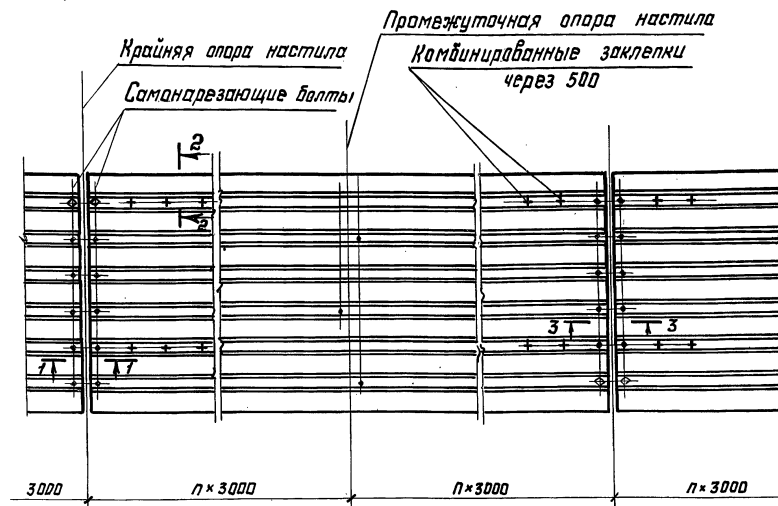 Промежуточная опора настила
Крайняя опора настила
Комбинированные заклепки
через 500
Самонарезающие болты
2
2
3
3
1
1
3000
n×3000
n×3000
n×3000